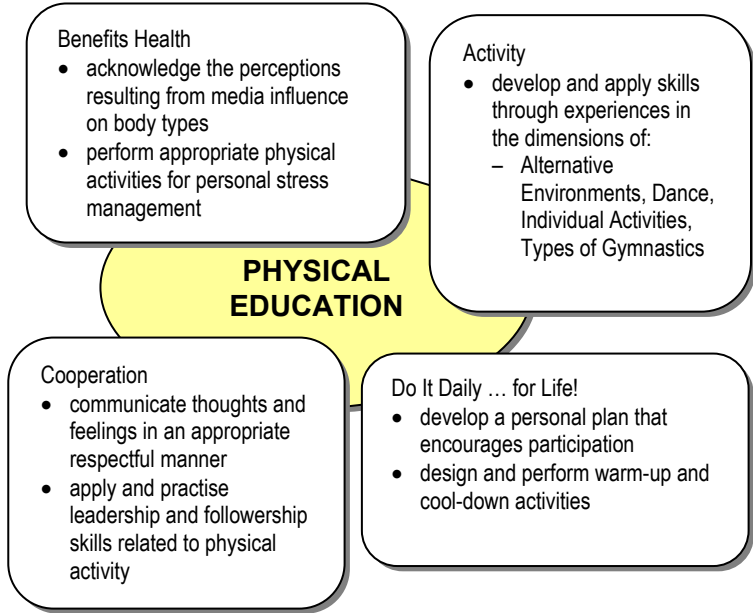 Benefits Health
• acknowledge the perceptions
resulting from media influence
on body types
• perform appropriate physical
activities for personal stress
management
Activity
• develop and apply skills
through experiences in
the dimensions of:
– Alternative
Environments, Dance,
Individual Activities,
Types of Gymnastics
PHYSICAL
EDUCATION
Cooperation
• communicate thoughts and
feelings in an appropriate
respectful manner
• apply and practise
leadership and followership
skills related to physical
activity
Do It Daily … for Life!
• develop a personal plan that
encourages participation
• design and perform warm-up and
cool-down activities